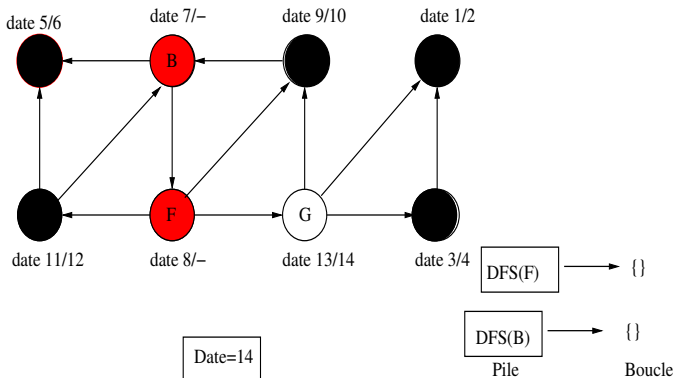 date 5/6
date 7/−
date 9/10
date 1/2
B
F
G
date 11/12
date 8/−
date 13/14
date 3/4
DFS(F)
{}
DFS(B)
{}
Date=14
Pile
Boucle